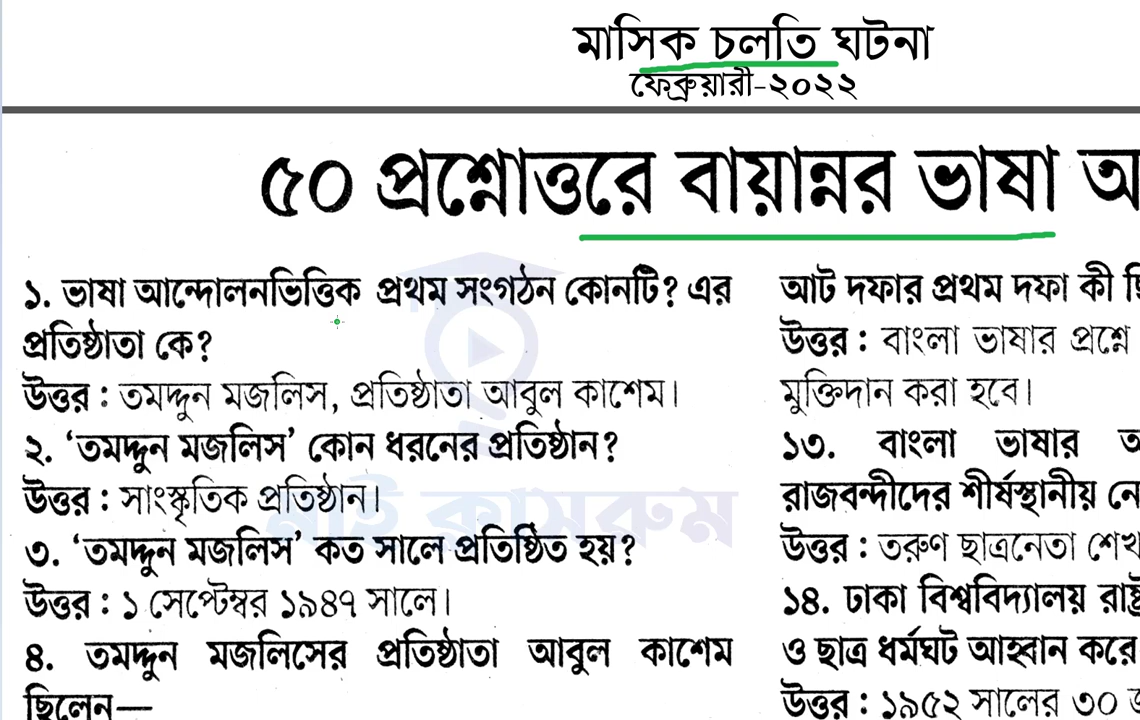 মাসিক চলতি ঘটনা
ফেব্রুয়ারী-২০২২
৫০ প্রশ্নোত্তরে বায়ান্নর ভাষা আ
১. ভাষা আন্দোলনভিত্তিক প্রথম সংগঠন কোনটি? এর
প্রতিষ্ঠাতা কে?
উত্তর : তমদ্দুন মজলিস, প্রতিষ্ঠাতা আবুল কাশেম।
২. ‘তমদ্দুন মজলিস’ কোন ধরনের প্রতিষ্ঠান?
উত্তর : সাংস্কৃতিক প্রতিষ্ঠান।
৩. ‘তমদ্দুন মজলিস’ কত সালে প্রতিষ্ঠিত হয়?
উত্তর : ১ সেপ্টেম্বর ১৯৪৭ সালে।
৪. তমদ্দুন মজলিসের প্রতিষ্ঠাতা আবুল কাশেম
ছিলেন—
আট দফার প্রথম দফা কী
উত্তর : বাংলা ভাষার প্রশ্নে
মুক্তিদান করা হবে।
১৩. বাংলা ভাষার
রাজবন্দীদের শীর্ষস্থানীয়
উত্তর : তরুণ ছাত্রনেতা
১৪. ঢাকা বিশ্ববিদ্যালয়
ও ছাত্র ধর্মঘট আহ্বান করে
উত্তর : ১৯৫২ সালের ৩০